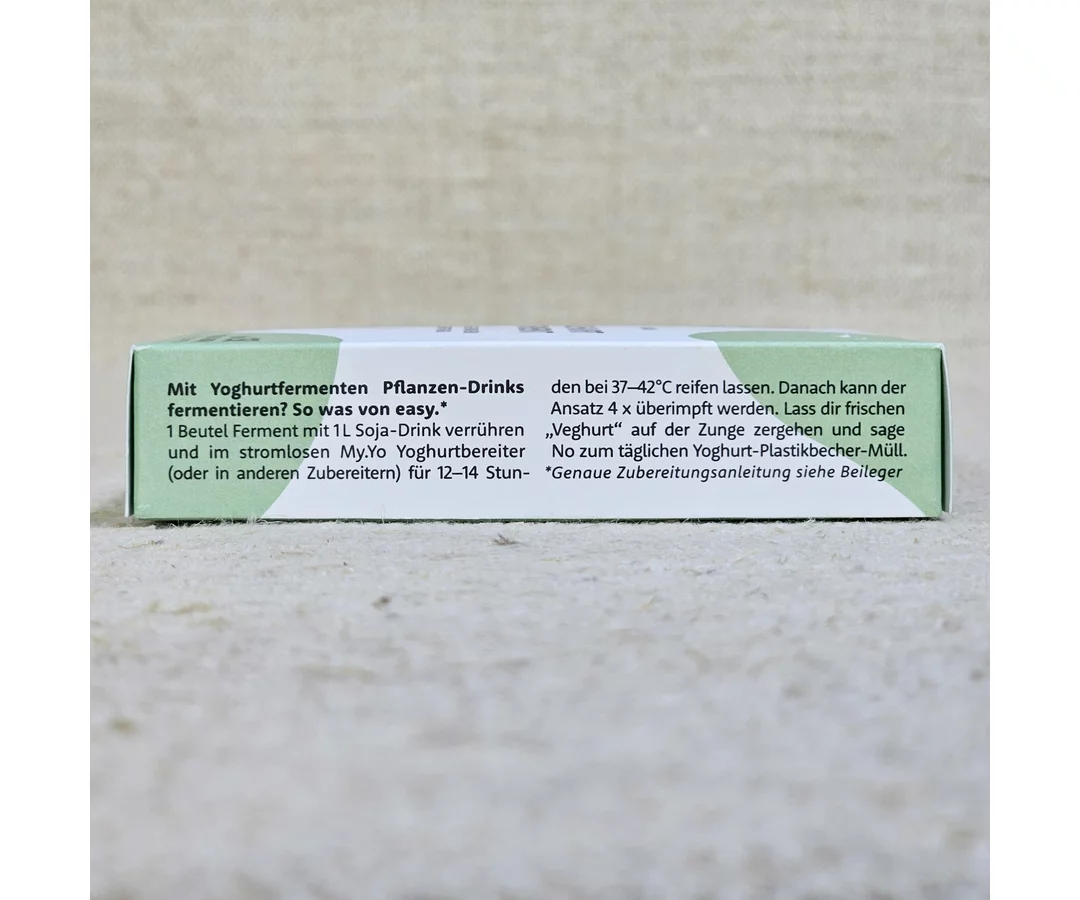 Mit Yoghurtfermenten Pflanzen-Drinks
fermentieren? So was von easy.*
1 Beutel Ferment mit 1 L Soja-Drink verrühren
und im stromlosen My.Yo Yoghurtbereiter
(oder in anderen Zubereitern) für 12–14 Stun-
den bei 37–42°C reifen lassen. Danach kann der
Ansatz 4 x überimpft werden. Lass dir frischen
„Veghurt“ auf der Zunge zergehen und sage
No zum täglichen Yoghurt-Plastikbecher-Müll.
*Genaue Zubereitungsanleitung siehe Beileger